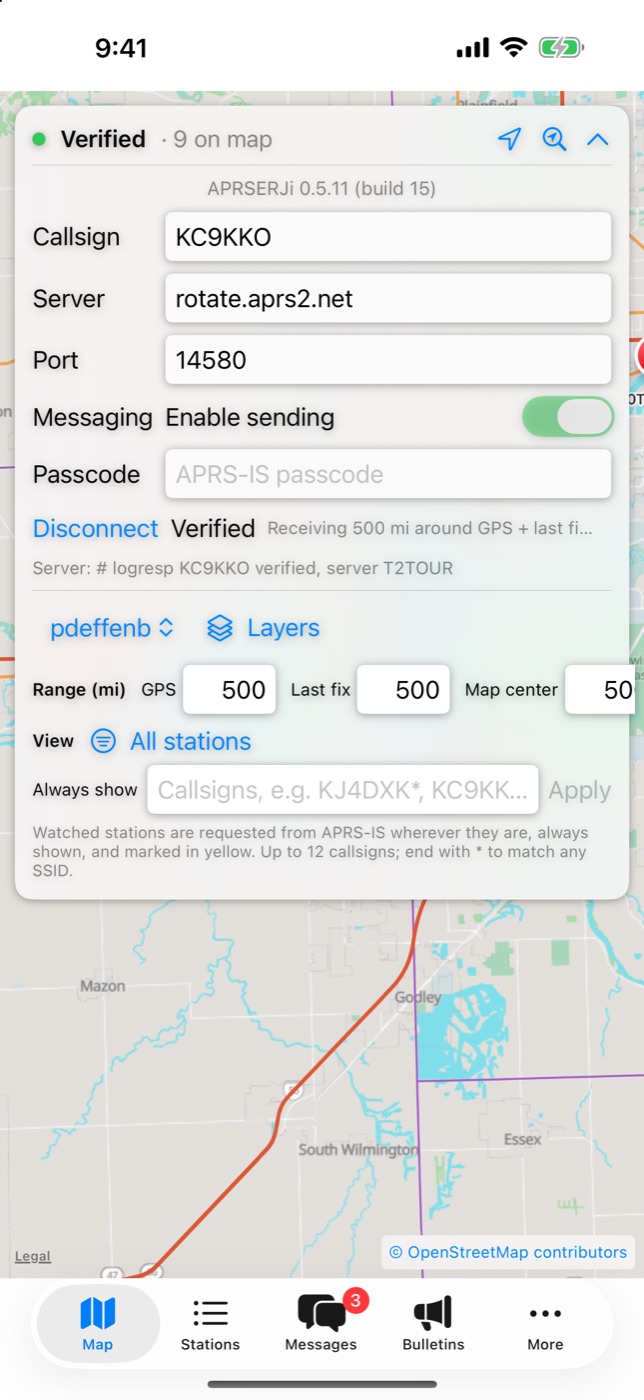 9:41
Plainfield
Verified · 9 on map
APRSERJi 0.5.11 (build 15)
Callsign KC9KKO
Server rotate.aprs2.net
Port 14580
Messaging Enable sending
Passcode APRS-IS passcode
Disconnect Verified Receiving 500 mi around GPS + last fi...
Server: # logresp KC9KKO verified, server T2TOUR
pdeffenb Layers
Range (mi) GPS 500 Last fix 500 Map center 50
View All stations
Always show Callsigns, e.g. KJ4DXK*, KC9KK... Apply
Watched stations are requested from APRS-IS wherever they are, always
shown, and marked in yellow. Up to 12 callsigns; end with * to match any
SSID.
Mazon
Godley
South Wilmington
Essex
Legal
© OpenStreetMap contributors
47
3
Map Stations Messages Bulletins More